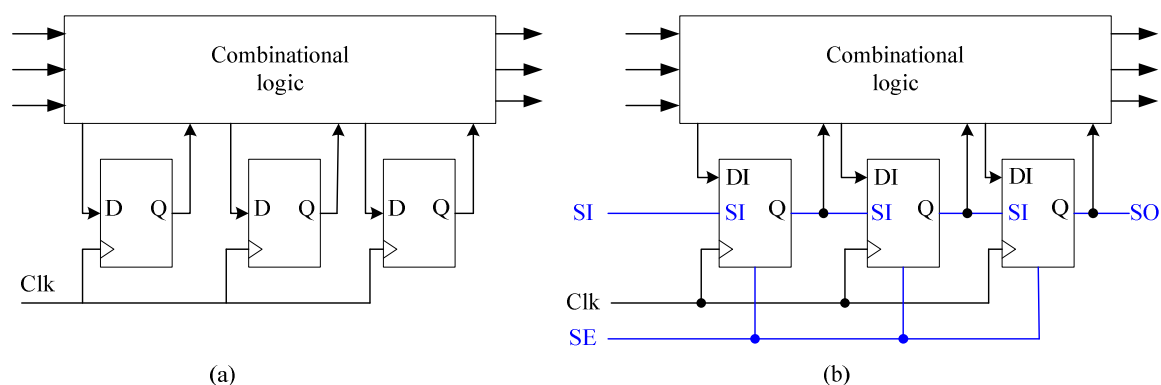 Combinational
logic
D Q D Q D Q
Clk
(a)
Combinational
logic
DI DI DI
SI SI Q SI Q SI Q SO
Clk
SE
(b)